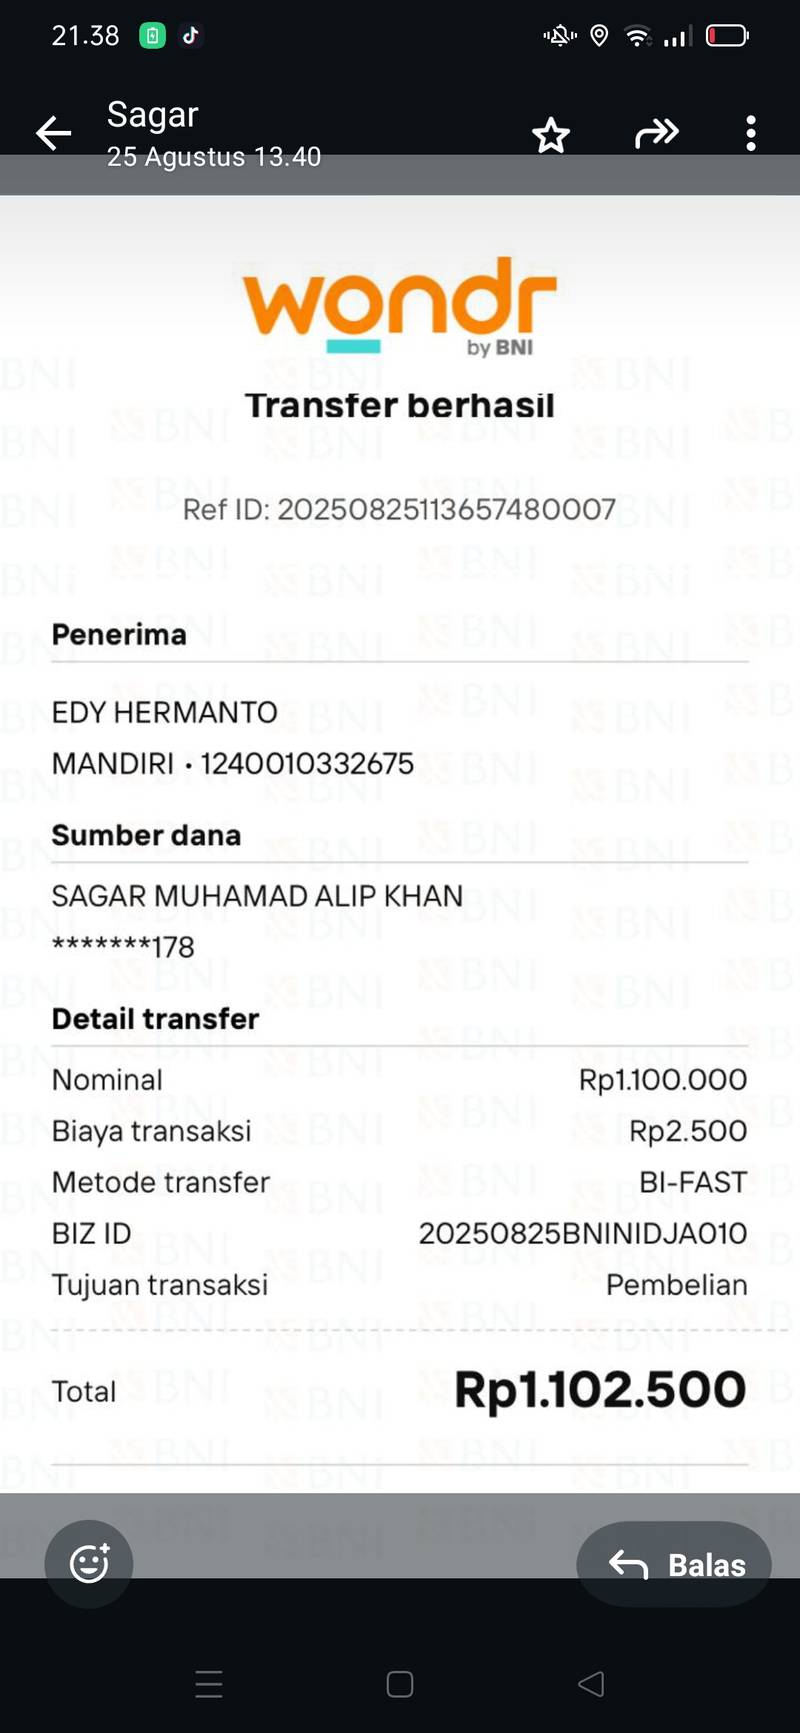 21.38
Sagar
25 Agustus 13.40
wondr
by BNI
Transfer berhasil
Ref ID: 20250825113657480007
Penerima
EDY HERMANTO
MANDIRI • 1240010332675
Sumber dana
SAGAR MUHAMAD ALIP KHAN
*******178
Detail transfer
Nominal Rp1.100.000
Biaya transaksi Rp2.500
Metode transfer BI-FAST
BIZ ID 20250825BNINIDJA010
Tujuan transaksi Pembelian
Total Rp1.102.500
Balas